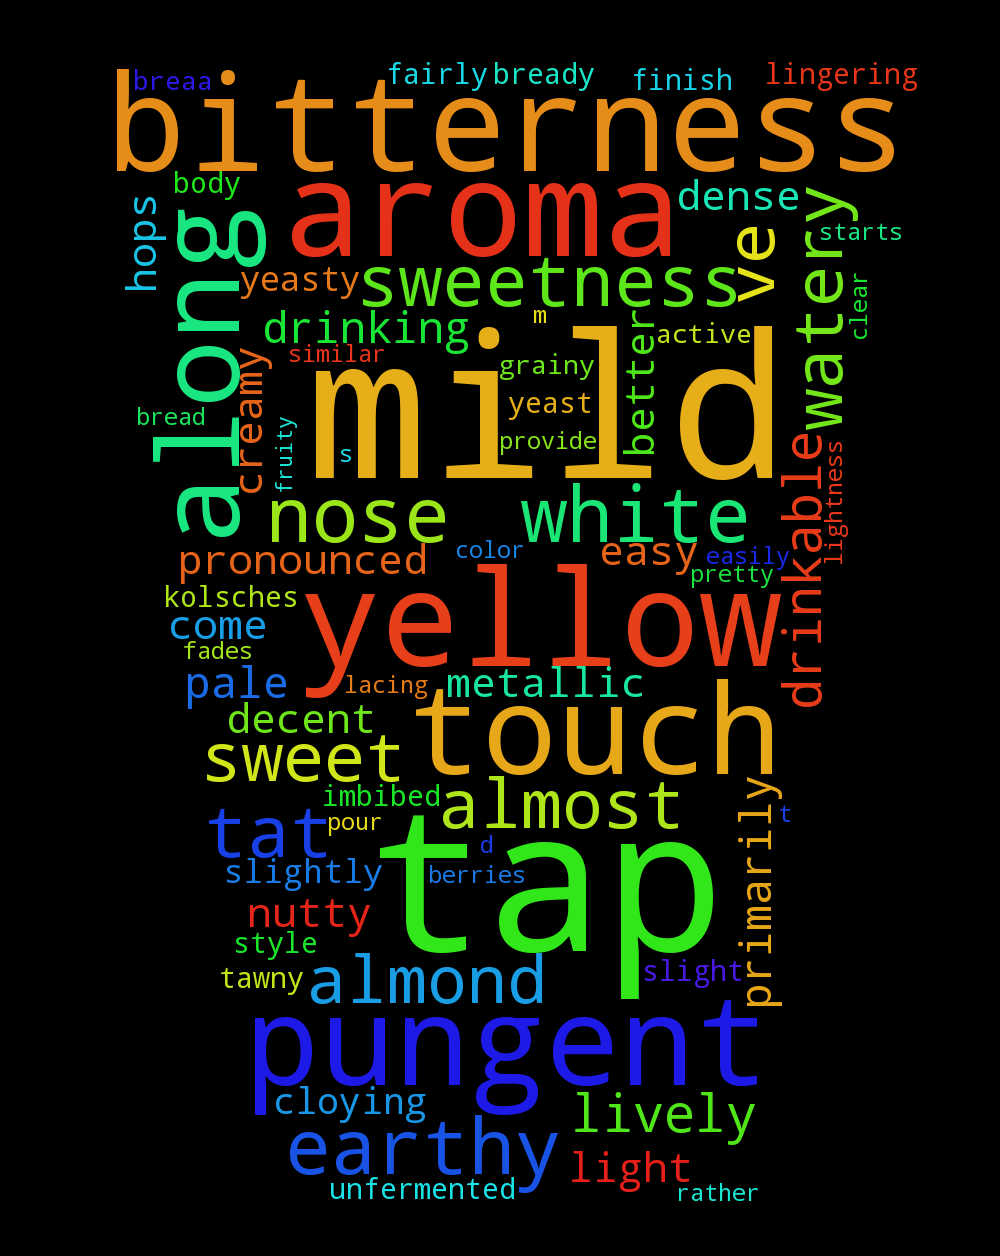 breaa
fairly
bready
finish
lingering
bitterness
body
aroma
dense
hops
along
ve
watery
starts
yeasty
sweetness
clear
drinking
m
better
active
similar
mild
creamy
grainy
yeast
provide
bread
fruity
s
drinkable
lightness
nose
white
pronounced
color
easy
easily
pretty
kolsches
yellow
come
fades
pale
lacing
metallic
decent
touch
sweet
imbibed
almost
primarily
t
tat
pour
tap
d
slightly
berries
nutty
style
tawny
almond
slight
pungent
cloying
lively
earthy
light
unfermented
rather